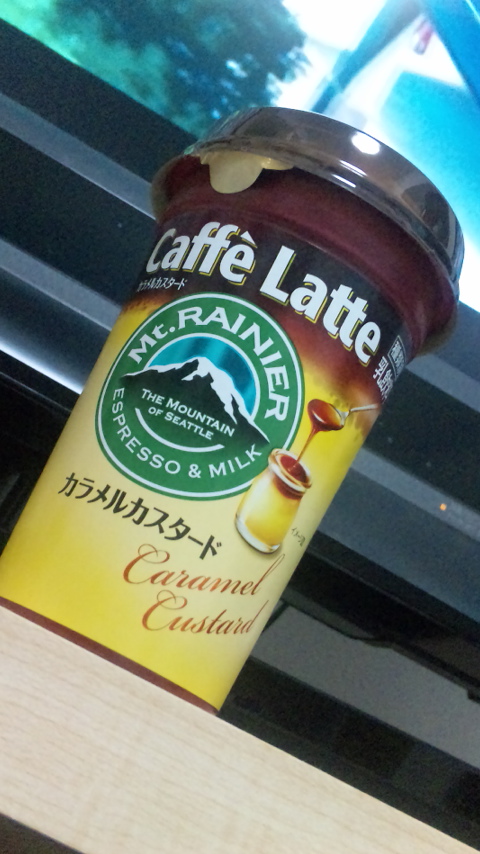 Caffè Latte
カラメルカスタード
Mt. RAINIER
THE MOUNTAIN
OF SEATTLE
ESPRESSO & MILK
カラメルカスタード
Caramel
Custard